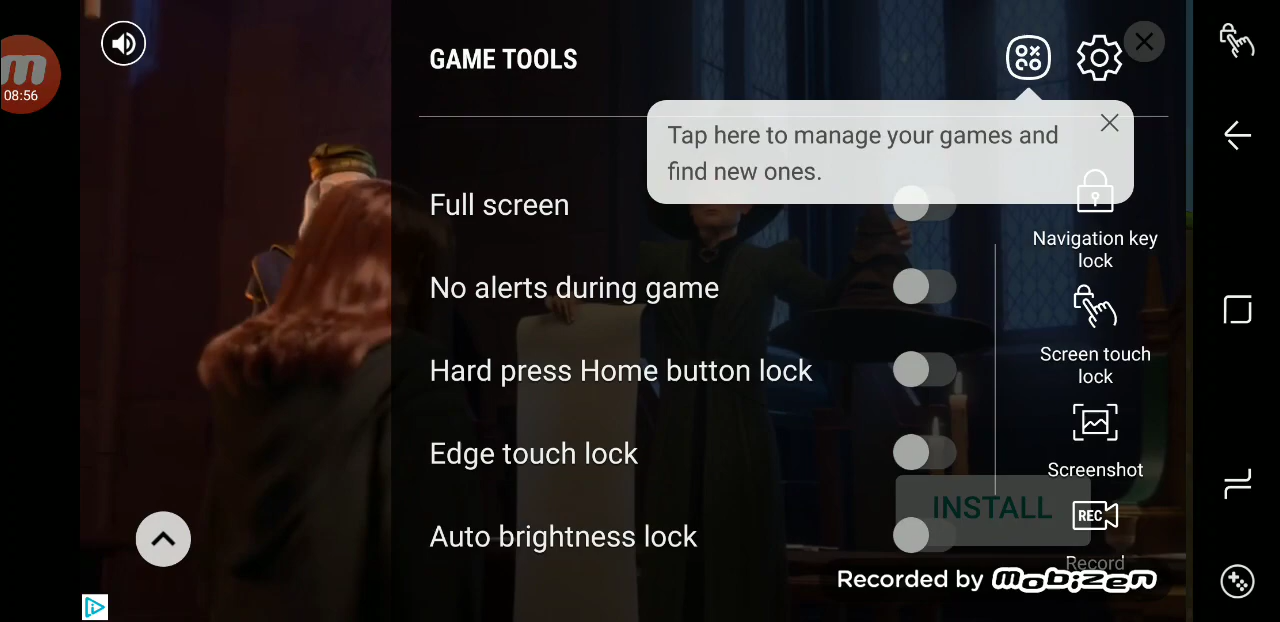 GAME TOOLS
08:56
Tap here to manage your games and
find new ones.
Full screen
Navigation key
lock
No alerts during game
Screen touch
lock
Hard press Home button lock
Edge touch lock
Screenshot
INSTALL
REC
Auto brightness lock
Record
Recorded by mobizen